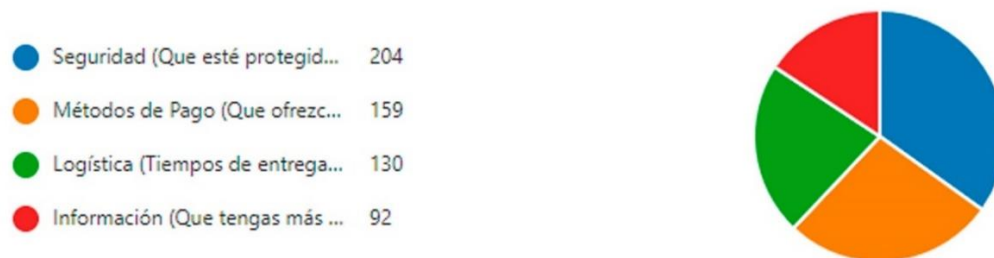 Seguridad (Que esté protegid... 204
Métodos de Pago (Que ofrezc... 159
Logística (Tiempos de entrega... 130
Información (Que tengas más ... 92